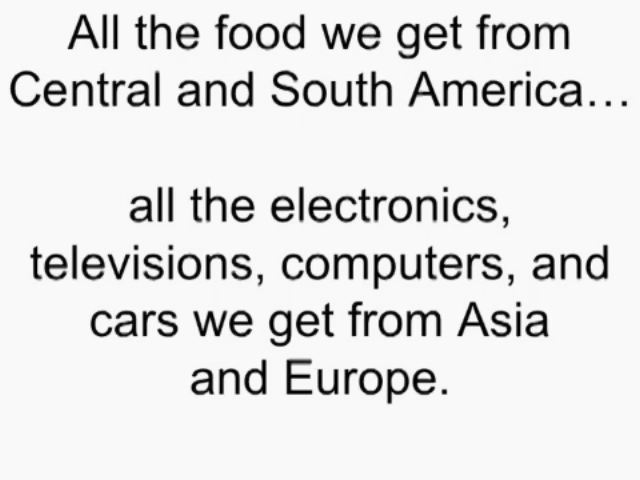 All the food we get from
Central and South America…
all the electronics,
televisions, computers, and
cars we get from Asia
and Europe.